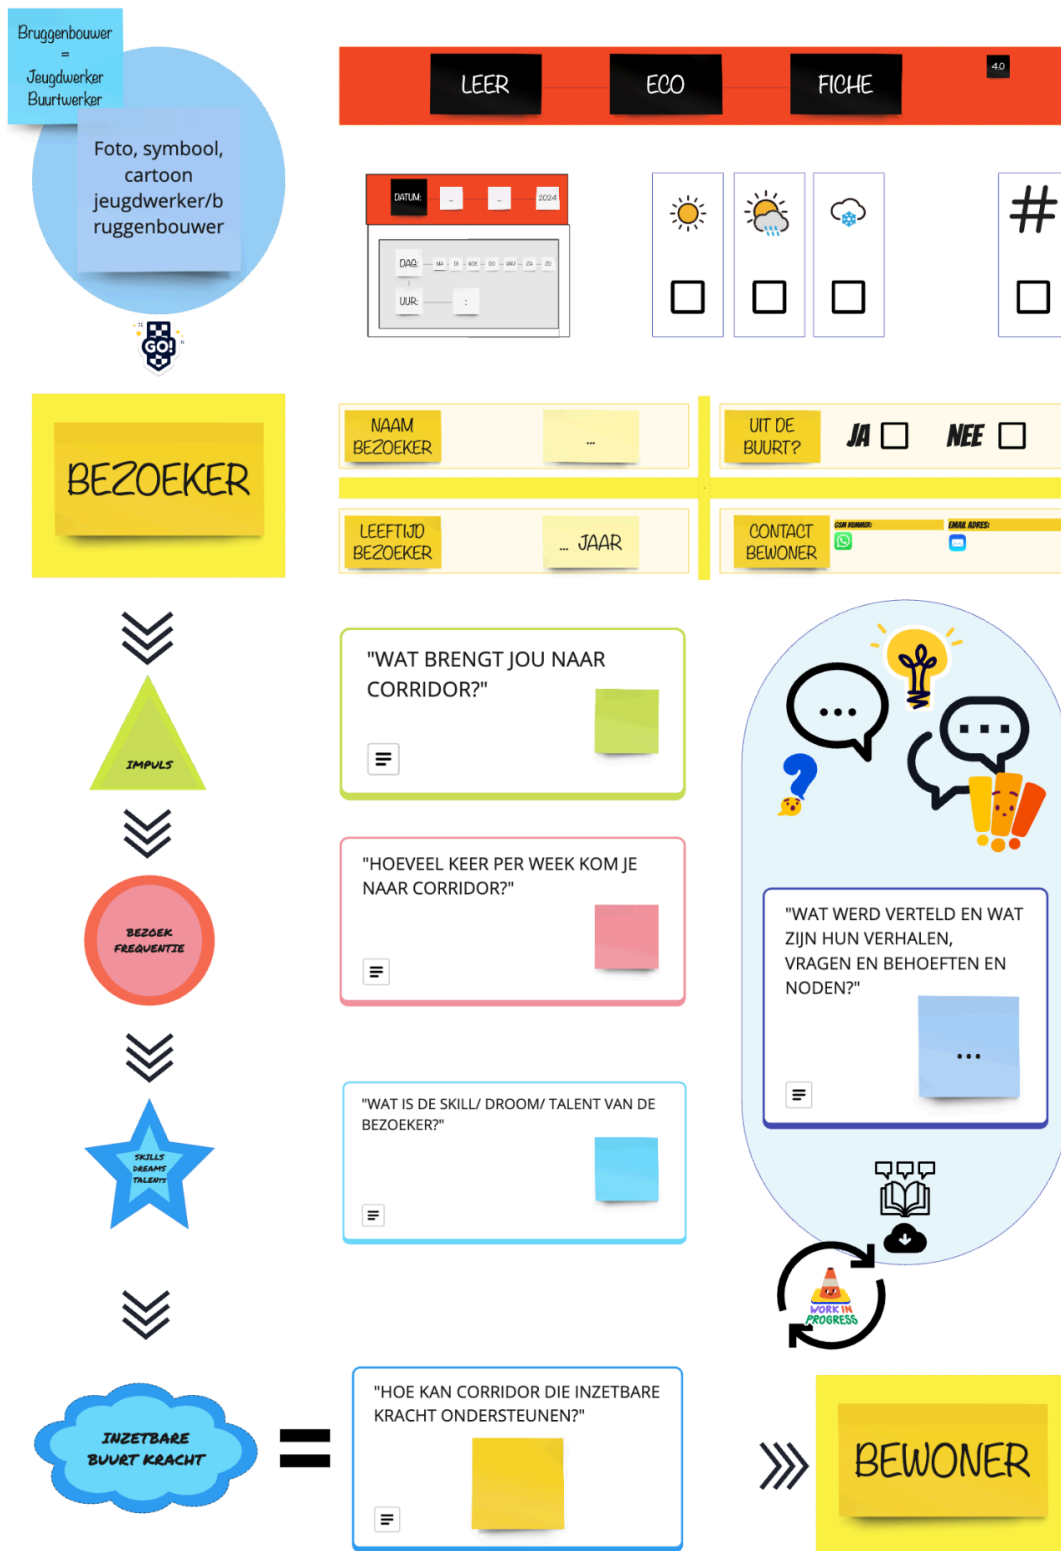 Bruggenbouwer
=
Jeugdwerker
Buurtwerker
Foto, symbool,
cartoon
jeugdwerker/b
ruggenbouwer
GO!
LEER
ECO
FICHE
4.0
DATUM:
-
-
2024
DAG:
MA
DI
WOE
DO
VRIJ
ZA
ZO
UUR:
:
#
BEZOEKER
NAAM
BEZOEKER
...
UIT DE
BUURT?
JA
NEE
LEEFTIJD
BEZOEKER
... JAAR
CONTACT
BEWONER
GSM NUMMER:
EMAIL ADRES:
IMPULS
"WAT BRENGT JOU NAAR
CORRIDOR?"
BEZOEK
FREQUENTIE
"HOEVEEL KEER PER WEEK KOM JE
NAAR CORRIDOR?"
"WAT WERD VERTELD EN WAT
ZIJN HUN VERHALEN,
VRAGEN EN BEHOEFTEN EN
NODEN?"
...
SKILLS
DREAMS
TALENTS
"WAT IS DE SKILL/ DROOM/ TALENT VAN DE
BEZOEKER?"
WORK IN
PROGRESS
INZETBARE
BUURT KRACHT
=
"HOE KAN CORRIDOR DIE INZETBARE
KRACHT ONDERSTEUNEN?"
BEWONER